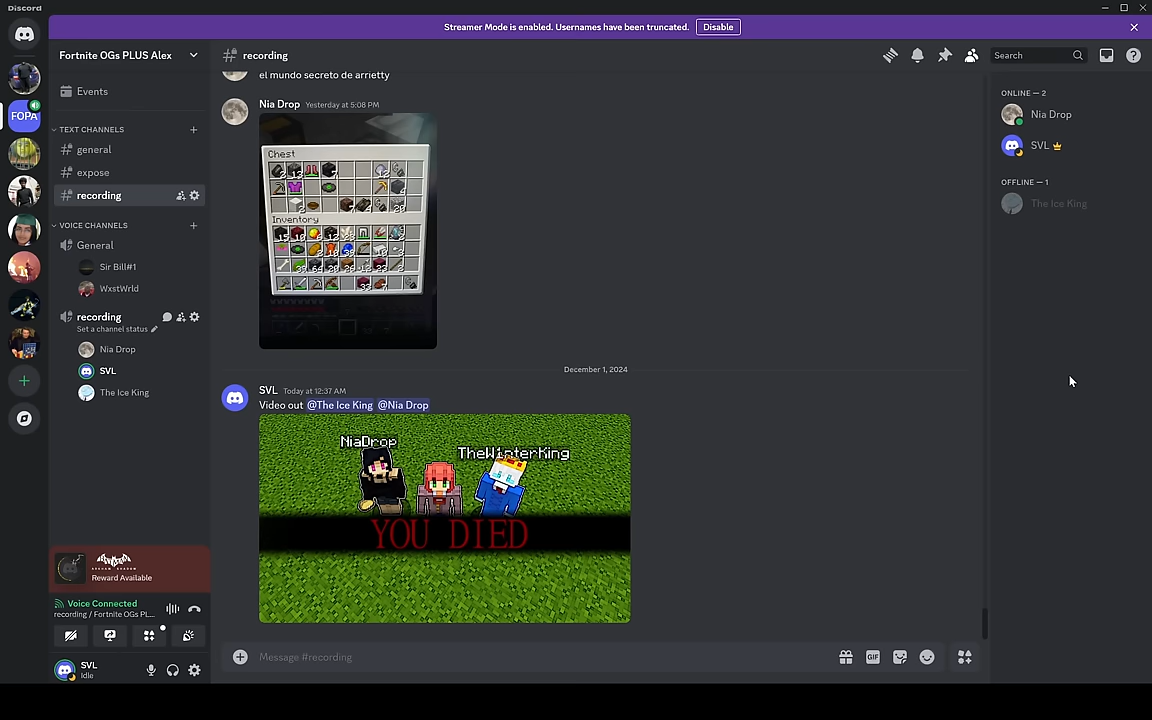 Discord
Streamer Mode is enabled. Usernames have been truncated.
Disable
Fortnite OGs PLUS Alex
recording
Search
el mundo secreto de arrietty
Events
TEXT CHANNELS
general
expose
recording
VOICE CHANNELS
General
Sir Bill#1
WxstWrld
recording
Set a channel status
Nia Drop
SVL
The Ice King
FOPA
Nia Drop Yesterday at 5:08 PM
Chest
Inventory
December 1, 2024
SVL Today at 12:37 AM
Video out @The Ice King @Nia Drop
NiaDrop
TheWinterKing
YOU DIED
ONLINE — 2
Nia Drop
SVL
OFFLINE — 1
The Ice King
Reward Available
Voice Connected
recording / Fortnite OGs PL...
SVL
Idle
Message #recording
GIF